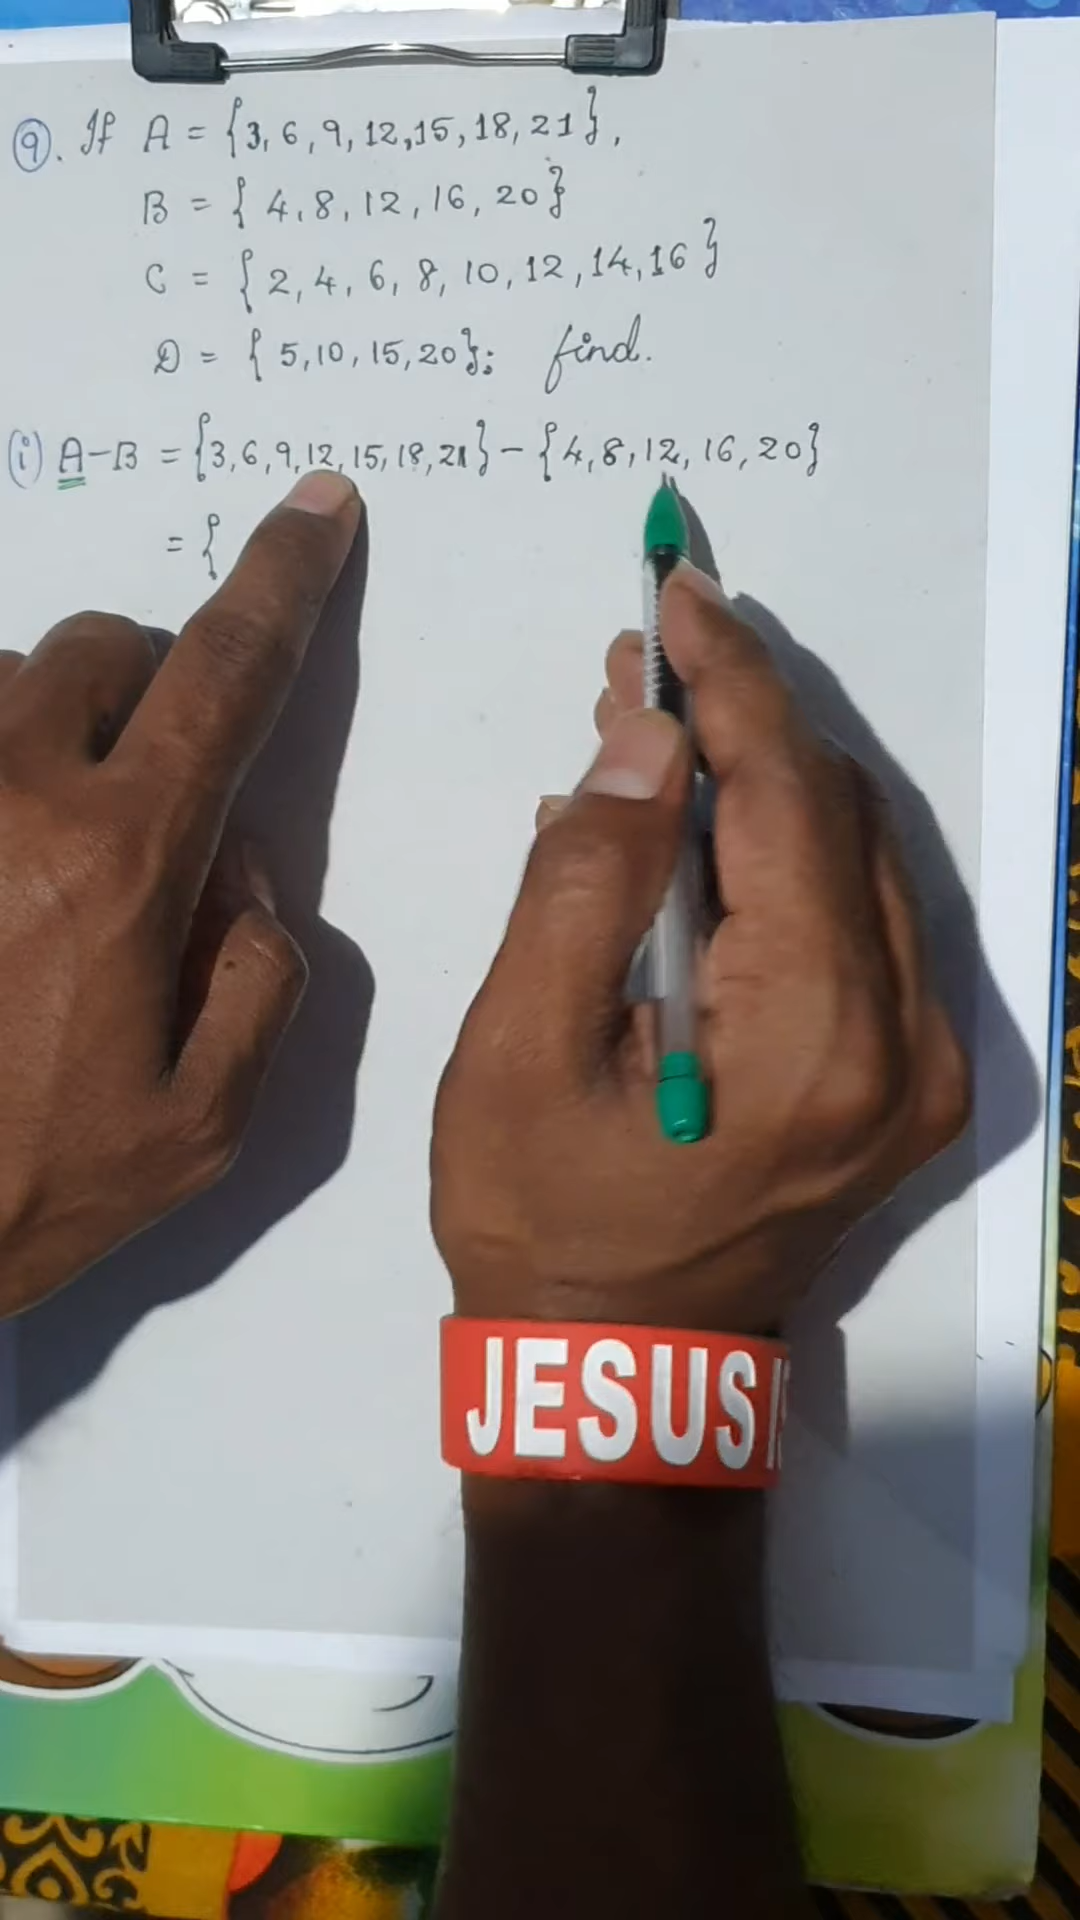 9. If A = {3, 6, 9, 12, 15, 18, 21},
B = { 4, 8, 12, 16, 20}
C = { 2, 4, 6, 8, 10, 12, 14, 16 }
D = { 5, 10, 15, 20}; find.
(i) A-B = {3, 6, 9, 12, 15, 18, 21} - {4, 8, 12, 16, 20}
= {
JESUS